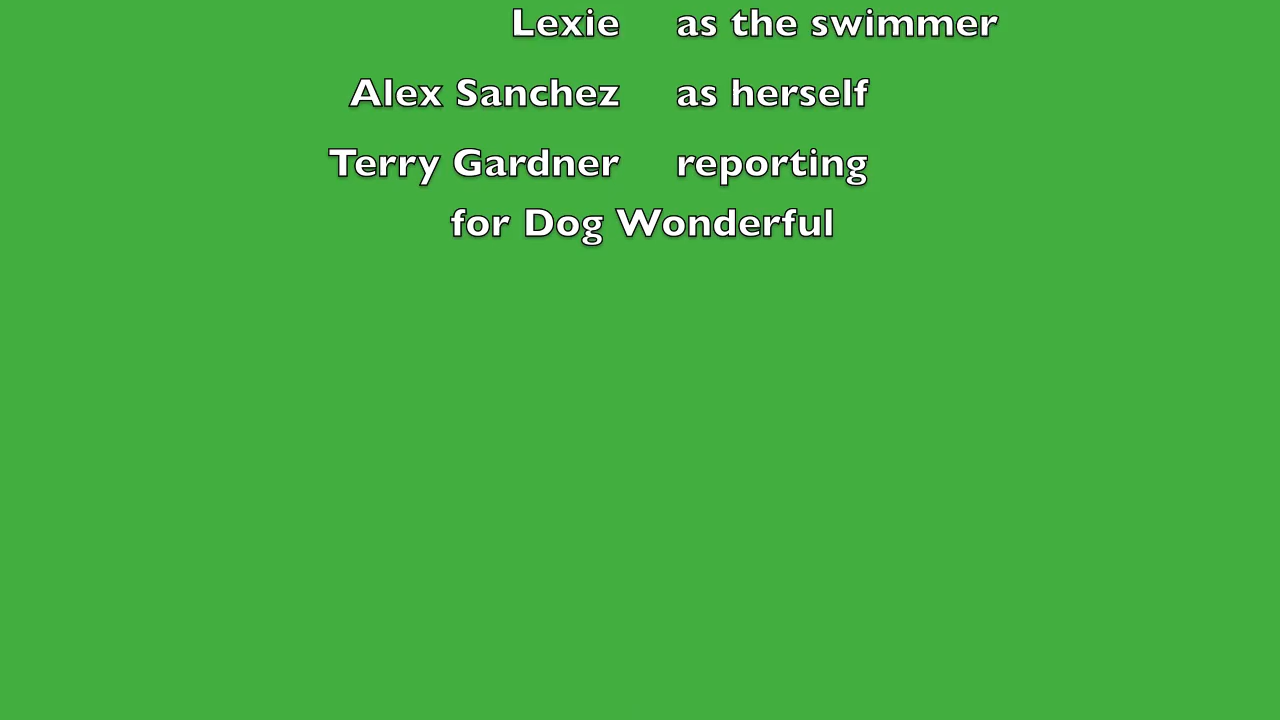 Lexie as the swimmer
Alex Sanchez as herself
Terry Gardner reporting
for Dog Wonderful